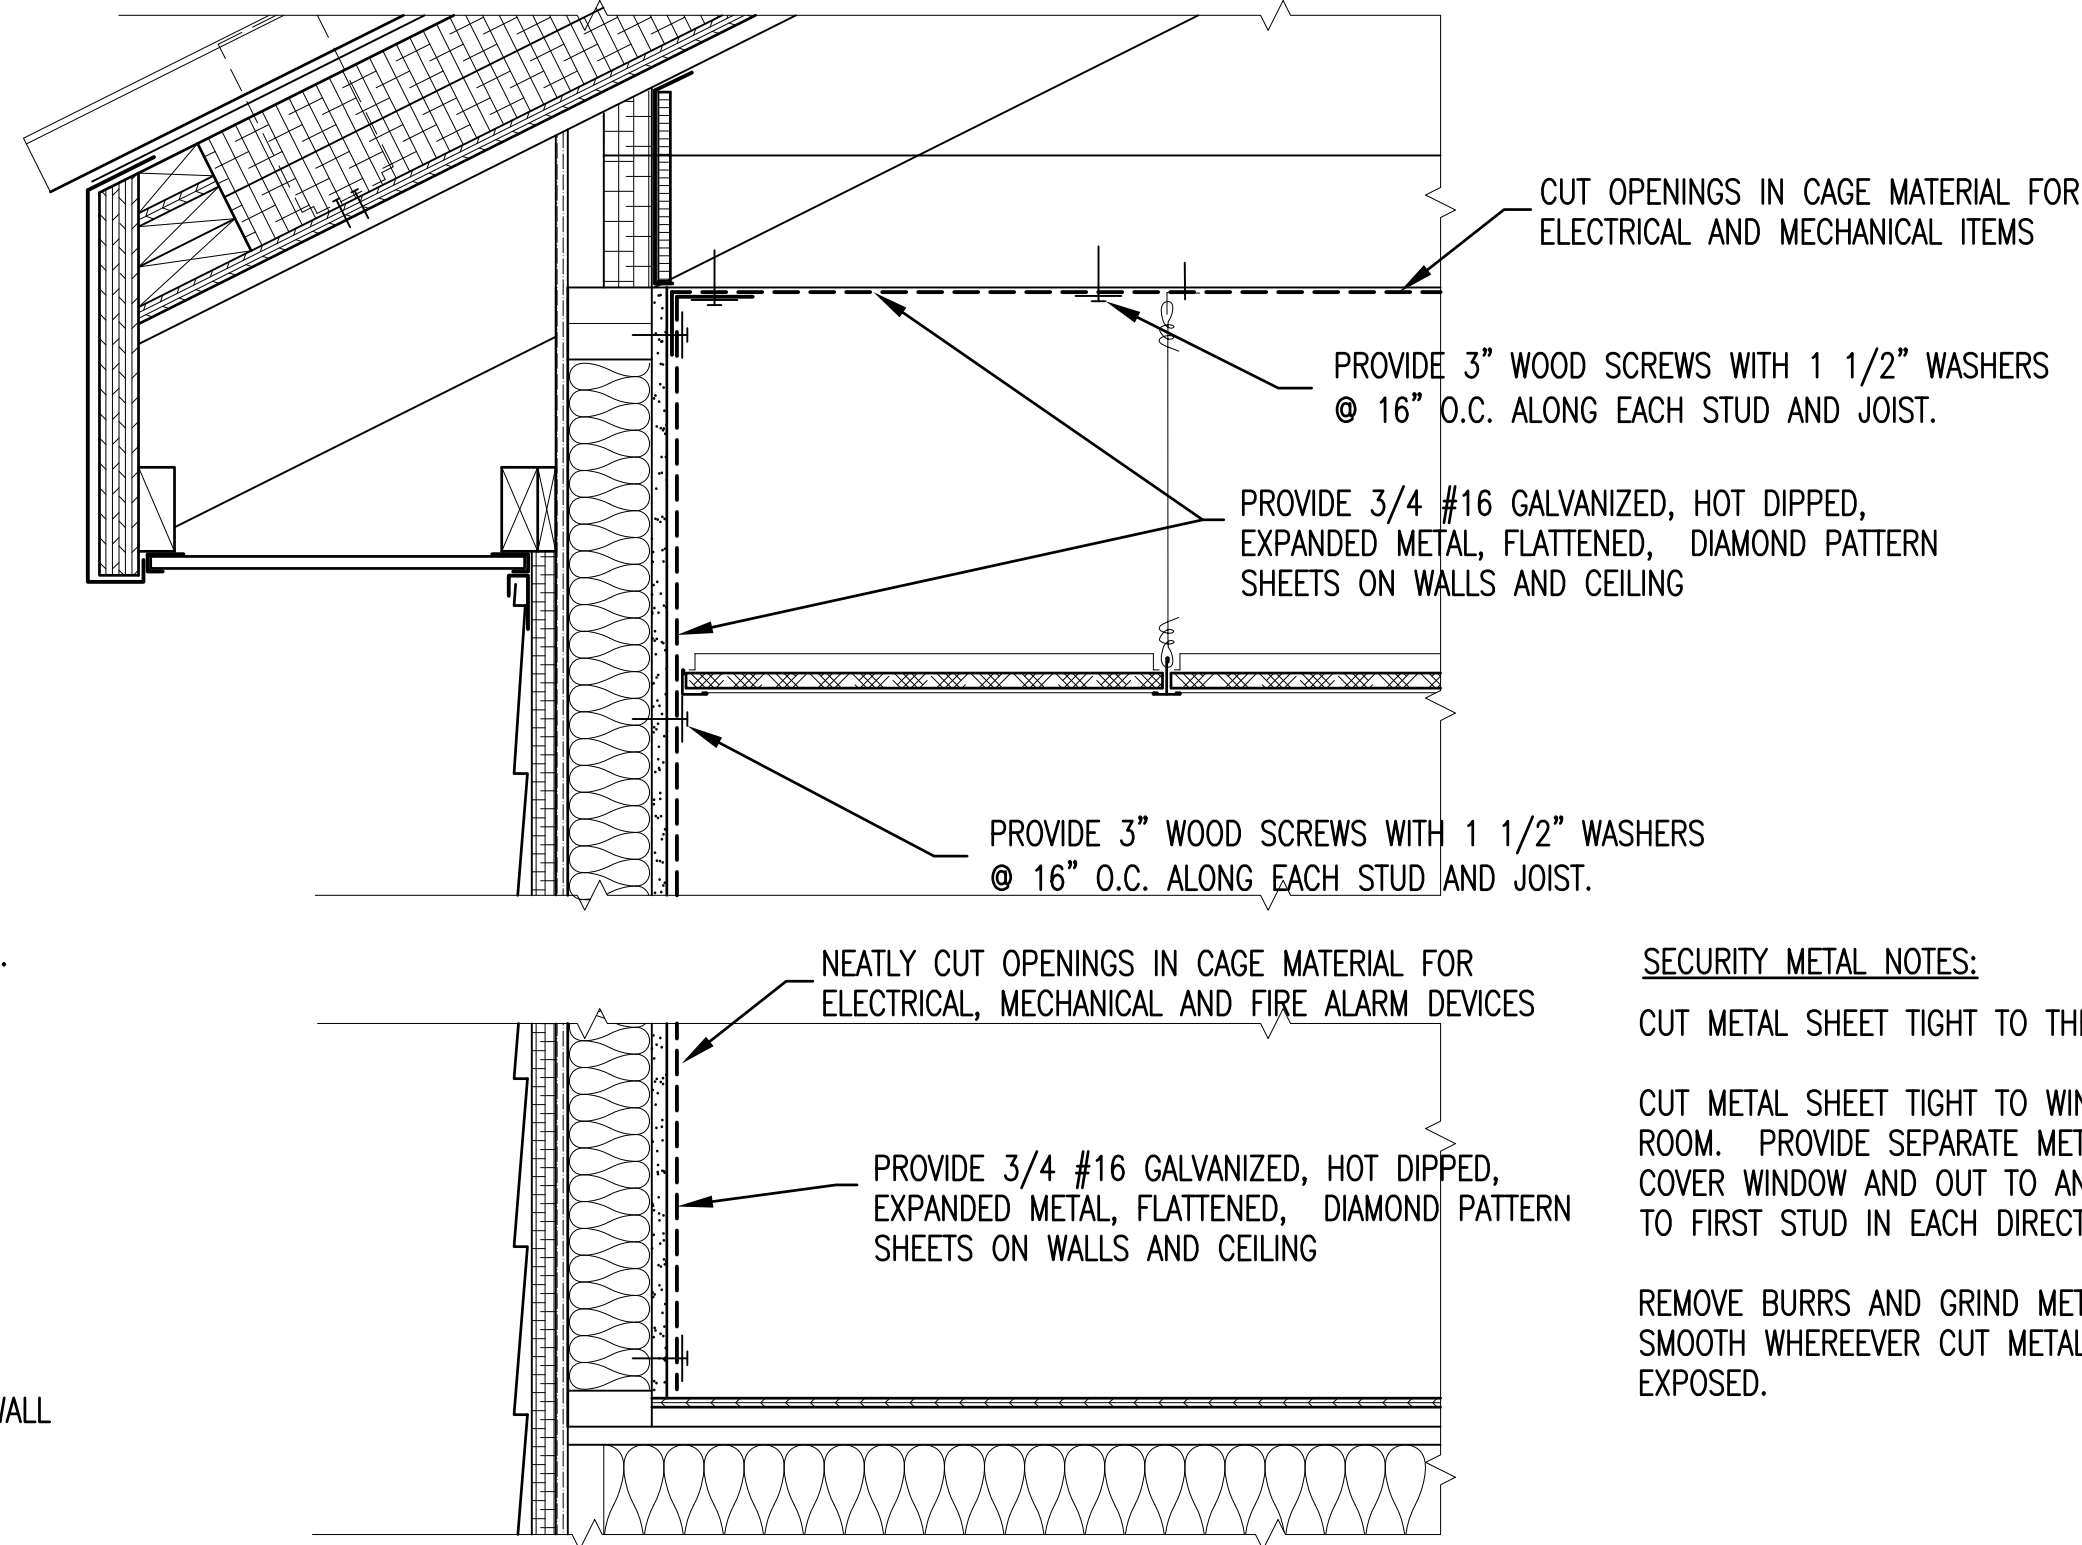 CUT OPENINGS IN CAGE MATERIAL FOR
ELECTRICAL AND MECHANICAL ITEMS
PROVIDE 3" WOOD SCREWS WITH 1 1/2" WASHERS
@ 16" O.C. ALONG EACH STUD AND JOIST.
PROVIDE 3/4 #16 GALVANIZED, HOT DIPPED,
EXPANDED METAL, FLATTENED, DIAMOND PATTERN
SHEETS ON WALLS AND CEILING
PROVIDE 3" WOOD SCREWS WITH 1 1/2" WASHERS
@ 16" O.C. ALONG EACH STUD AND JOIST.
NEATLY CUT OPENINGS IN CAGE MATERIAL FOR
ELECTRICAL, MECHANICAL AND FIRE ALARM DEVICES
PROVIDE 3/4 #16 GALVANIZED, HOT DIPPED,
EXPANDED METAL, FLATTENED, DIAMOND PATTERN
SHEETS ON WALLS AND CEILING
SECURITY METAL NOTES:
CUT METAL SHEET TIGHT TO
CUT METAL SHEET TIGHT TO
ROOM. PROVIDE SEPARATE
COVER WINDOW AND OUT TO
TO FIRST STUD IN EACH
REMOVE BURRS AND GRIND
SMOOTH WHEREEVER CUT METAL
EXPOSED.